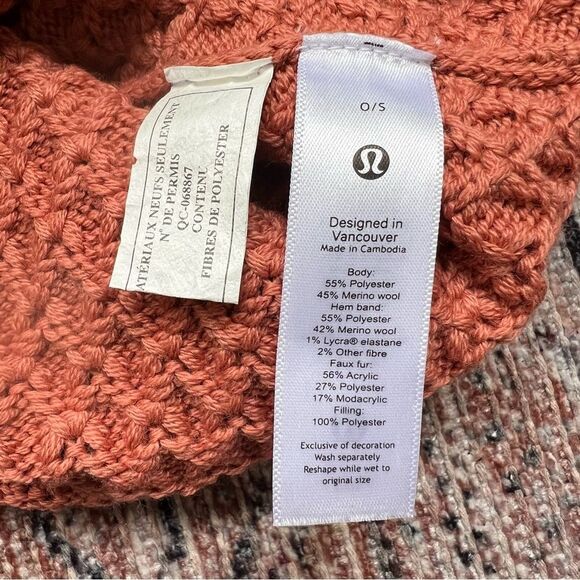 ATÉRIAUX NEUFS SEULEMENT
Nº DE PERMIS
QC-068867
CONTENU
FIBRES DE POLYESTER
O/S
Designed in
Vancouver
Made in Cambodia
Body:
55% Polyester
45% Merino wool
Hem band:
55% Polyester
42% Merino wool
1% Lycra® elastane
2% Other fibre
Faux fur:
56% Acrylic
27% Polyester
17% Modacrylic
Filling:
100% Polyester
Exclusive of decoration
Wash separately
Reshape while wet to
original size